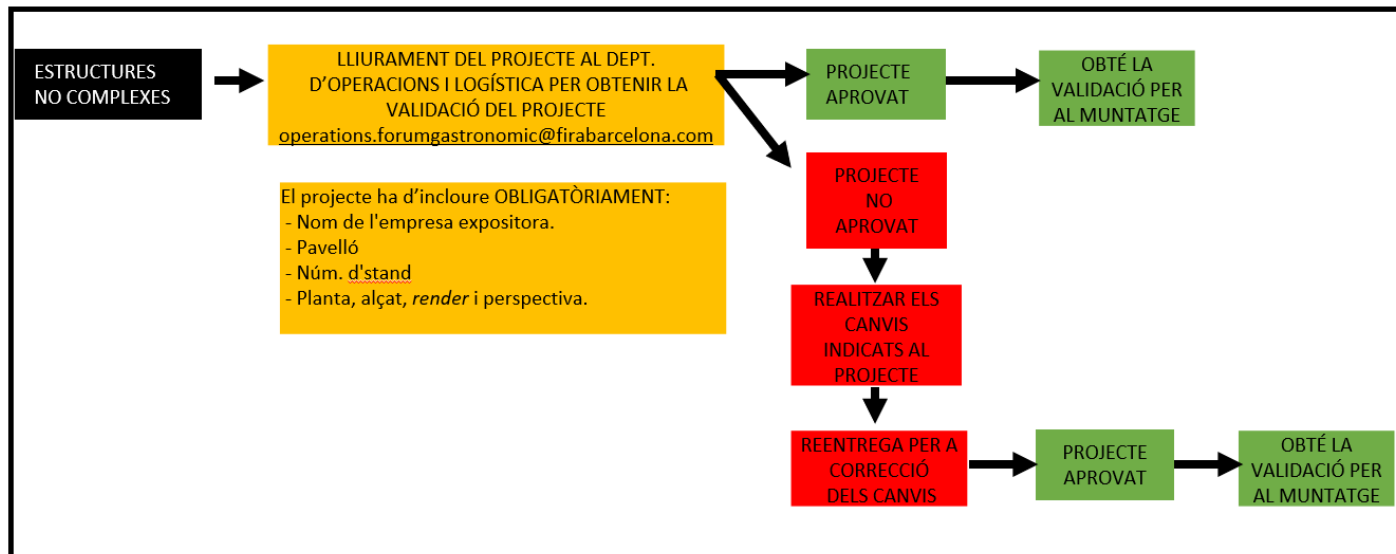 ESTRUCTURES
NO COMPLEXES
LLIURAMENT DEL PROJECTE AL DEPT.
D’OPERACIONS I LOGÍSTICA PER OBTENIR LA
VALIDACIÓ DEL PROJECTE
operations.forumgastronomic@firabarcelona.com
PROJECTE
APROVAT
OBTÉ LA
VALIDACIÓ PER
AL MUNTATGE
El projecte ha d’incloure OBLIGATÒRIAMENT:
- Nom de l'empresa expositora.
- Pavelló
- Núm. d'stand
- Planta, alçat, render i perspectiva.
PROJECTE
NO
APROVAT
REALITZAR ELS
CANVIS
INDICATS AL
PROJECTE
REENTREGA PER A
CORRECCIÓ
DELS CANVIS
PROJECTE
APROVAT
OBTÉ LA
VALIDACIÓ PER
AL MUNTATGE